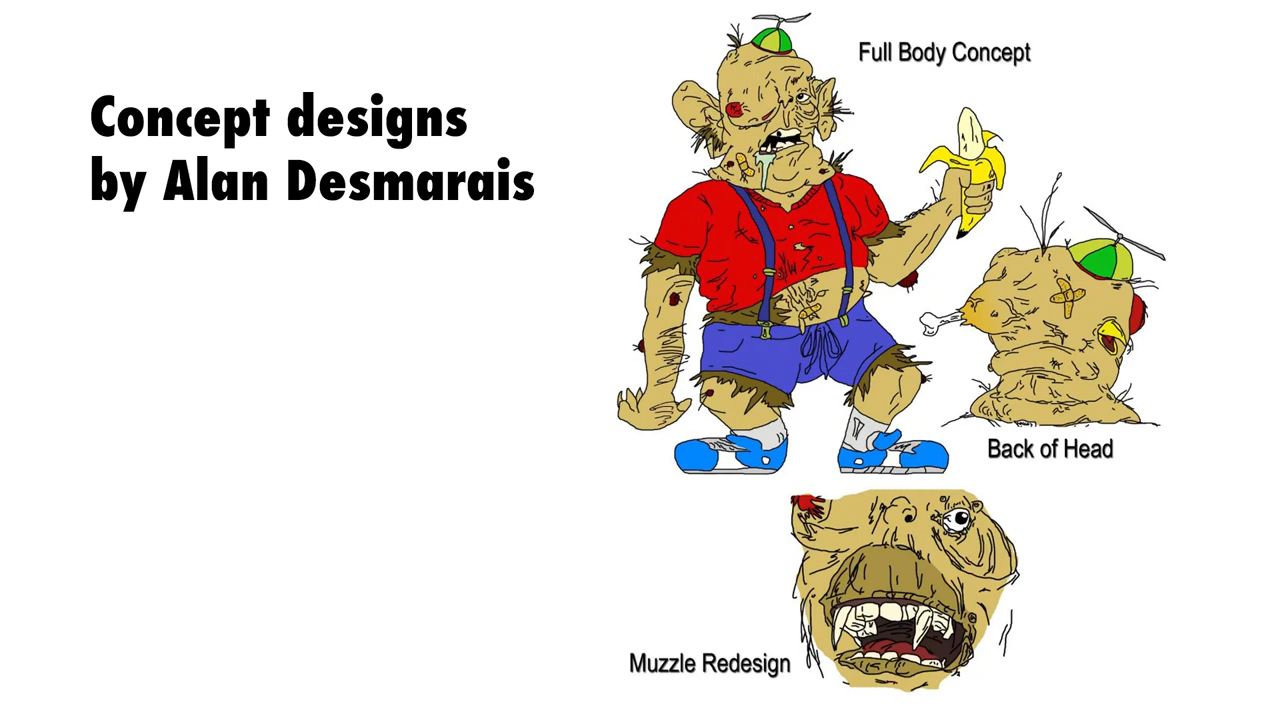 Concept designs
by Alan Desmarais
Full Body Concept
Back of Head
Muzzle Redesign